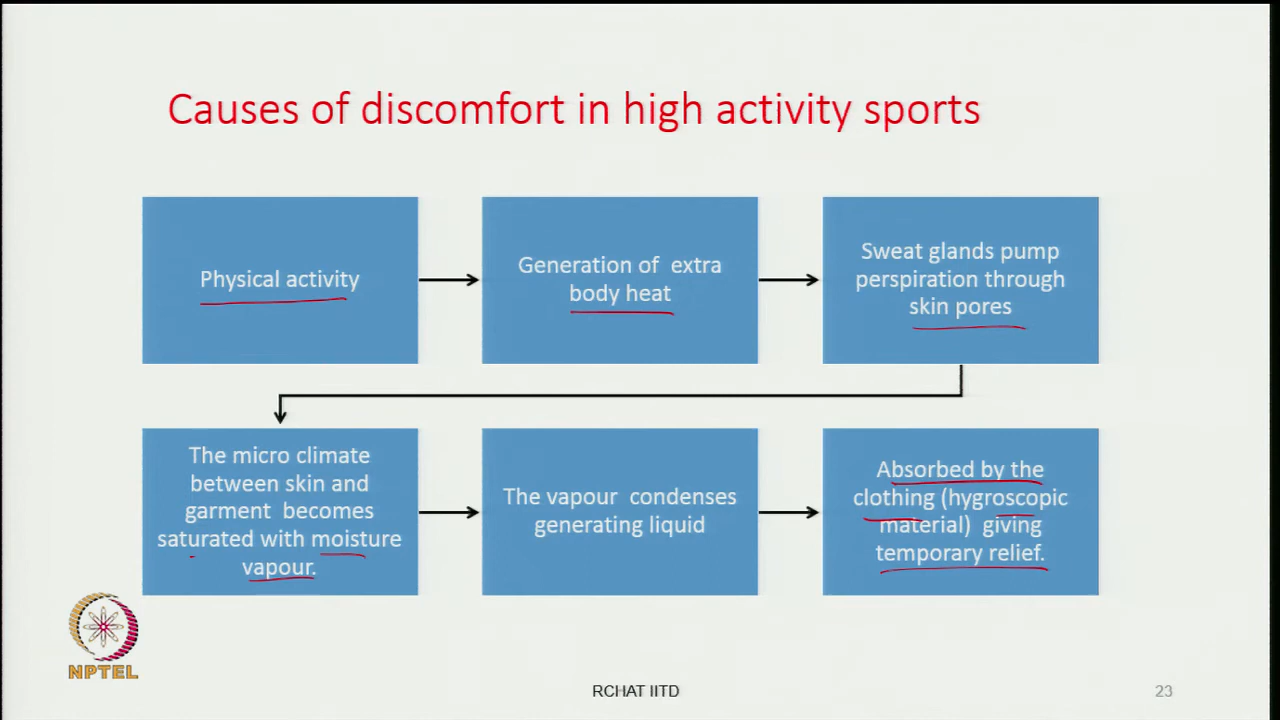 Causes of discomfort in high activity sports
Physical activity
Generation of extra
body heat
Sweat glands pump
perspiration through
skin pores
The micro climate
between skin and
garment becomes
saturated with moisture
vapour.
The vapour condenses
generating liquid
Absorbed by the
clothing (hygroscopic
material) giving
temporary relief.
NPTEL
RCHAT IITD
23